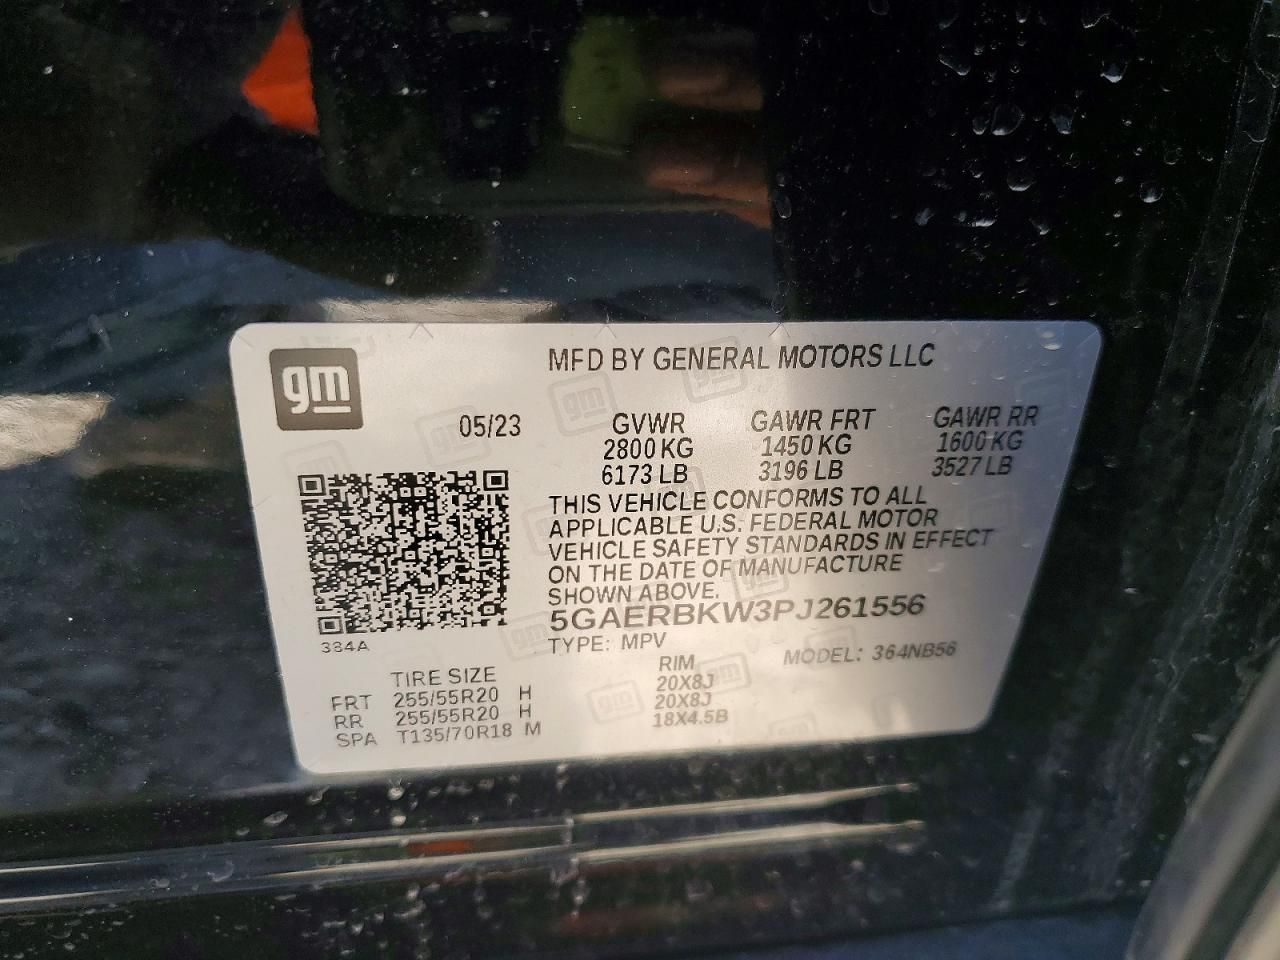 gm
MFD BY GENERAL MOTORS LLC
05/23 GVWR GAWR FRT GAWR RR
2800 KG 1450 KG 1600 KG
6173 LB 3196 LB 3527 LB
THIS VEHICLE CONFORMS TO ALL
APPLICABLE U.S. FEDERAL MOTOR
VEHICLE SAFETY STANDARDS IN EFFECT
ON THE DATE OF MANUFACTURE
SHOWN ABOVE.
5GAERBKW3PJ261556
TYPE: MPV MODEL: 364NB56
384A
TIRE SIZE RIM
FRT 255/55R20 H 20X8J
RR 255/55R20 H 20X8J
SPA T135/70R18 M 18X4.5B